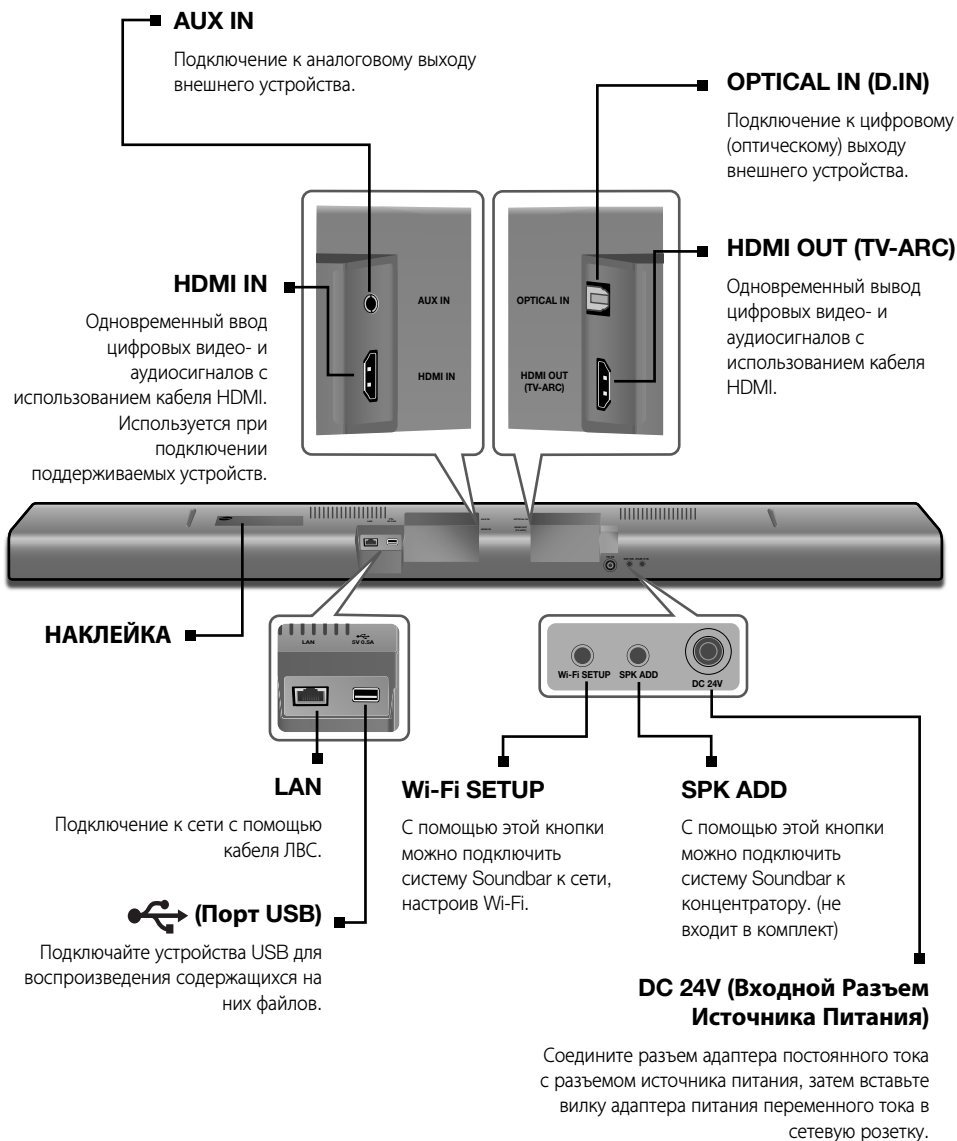 AUX IN
Подключение к аналоговому выходу
внешнего устройства.
OPTICAL IN (D.IN)
Подключение к цифровому
(оптическому) выходу
внешнего устройства.
HDMI IN
Одновременный ввод
цифровых видео- и
аудиосигналов с
использованием кабеля HDMI.
Используется при
подключении
поддерживаемых устройств.
AUX IN
HDMI IN
OPTICAL IN
HDMI OUT
(TV-ARC)
HDMI OUT (TV-ARC)
Одновременный вывод
цифровых видео- и
аудиосигналов с
использованием кабеля
HDMI.
НАКЛЕЙКА
LAN
5V 0.5A
Wi-Fi SETUP
SPK ADD
DC 24V
LAN
Подключение к сети с помощью
кабеля ЛВС.
(Порт USB)
Подключайте устройства USB для
воспроизведения содержащихся на
них файлов.
Wi-Fi SETUP
С помощью этой кнопки
можно подключить
систему Soundbar к сети,
настроив Wi-Fi.
SPK ADD
С помощью этой кнопки
можно подключить
систему Soundbar к
концентратору. (не
входит в комплект)
DC 24V (Входной Разъем
Источника Питания)
Соедините разъем адаптера постоянного тока
с разъемом источника питания, затем вставьте
вилку адаптера питания переменного тока в
сетевую розетку.